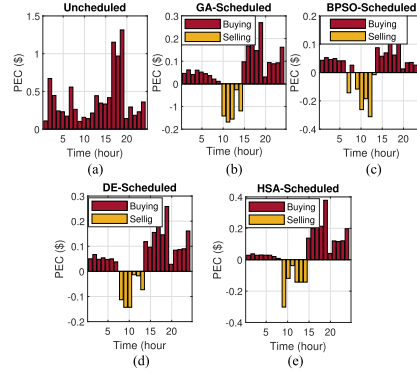 Uncheduled
PEC ($)
1.5
1
0.5
0
5 10 15 20
Time (hour)
(a)
GA-Scheduled
Buying
Selling
PEC ($)
0.2
0.1
0
-0.1
-0.2
5 10 15 20
Time (hour)
(b)
BPSO-Scheduled
Buying
Selling
PEC ($)
0.2
0
-0.2
-0.4
5 10 15 20
Time (hour)
(c)
DE-Scheduled
Buying
Sellig
PEC ($)
0.3
0.2
0.1
0
-0.1
-0.2
5 10 15 20
Time (hour
(d)
HSA-Scheduled
Buying
Selling
PEC ($)
0.4
0.2
0
-0.2
-0.4
5 10 15 20
Time (hour)
(e)